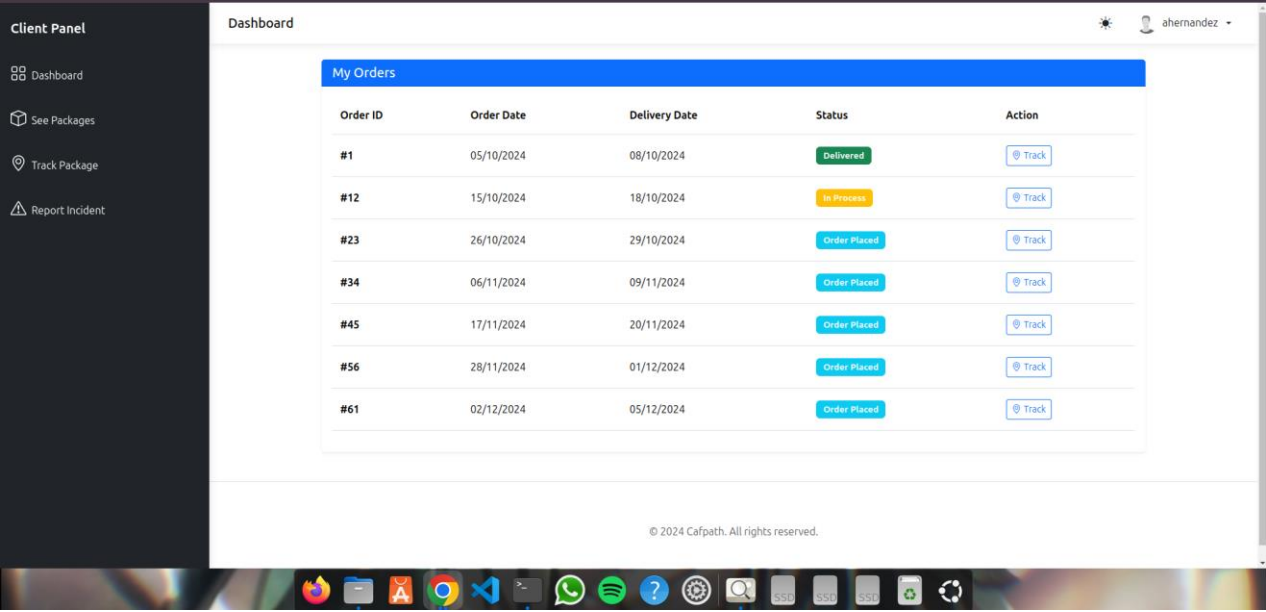 Client Panel
Dashboard
See Packages
Track Package
Report Incident
Dashboard
ahernandez
My Orders
Order ID Order Date Delivery Date Status Action
#1 05/10/2024 08/10/2024 Delivered Track
#12 15/10/2024 18/10/2024 In Process Track
#23 26/10/2024 29/10/2024 Order Placed Track
#34 06/11/2024 09/11/2024 Order Placed Track
#45 17/11/2024 20/11/2024 Order Placed Track
#56 28/11/2024 01/12/2024 Order Placed Track
#61 02/12/2024 05/12/2024 Order Placed Track
© 2024 Cafpath. All rights reserved.
SSD SSD SSD